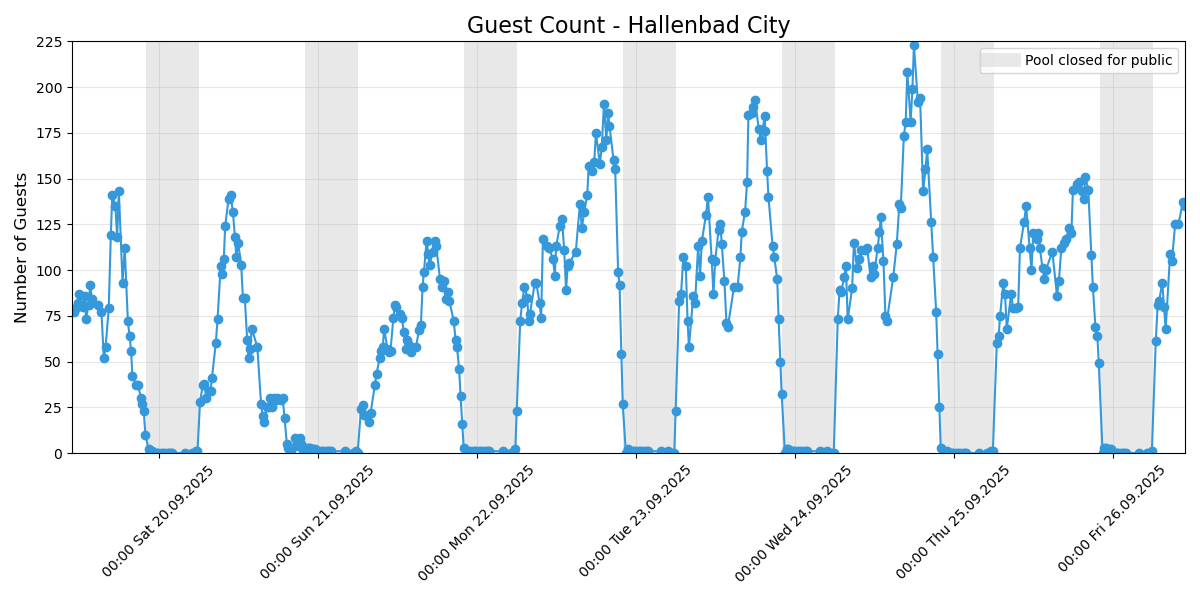 Guest Count - Hallenbad City
Number of Guests
225
200
175
150
125
100
75
50
25
0
Pool closed for public
00:00 Sat 20.09.2025
00:00 Sun 21.09.2025
00:00 Mon 22.09.2025
00:00 Tue 23.09.2025
00:00 Wed 24.09.2025
00:00 Thu 25.09.2025
00:00 Fri 26.09.2025